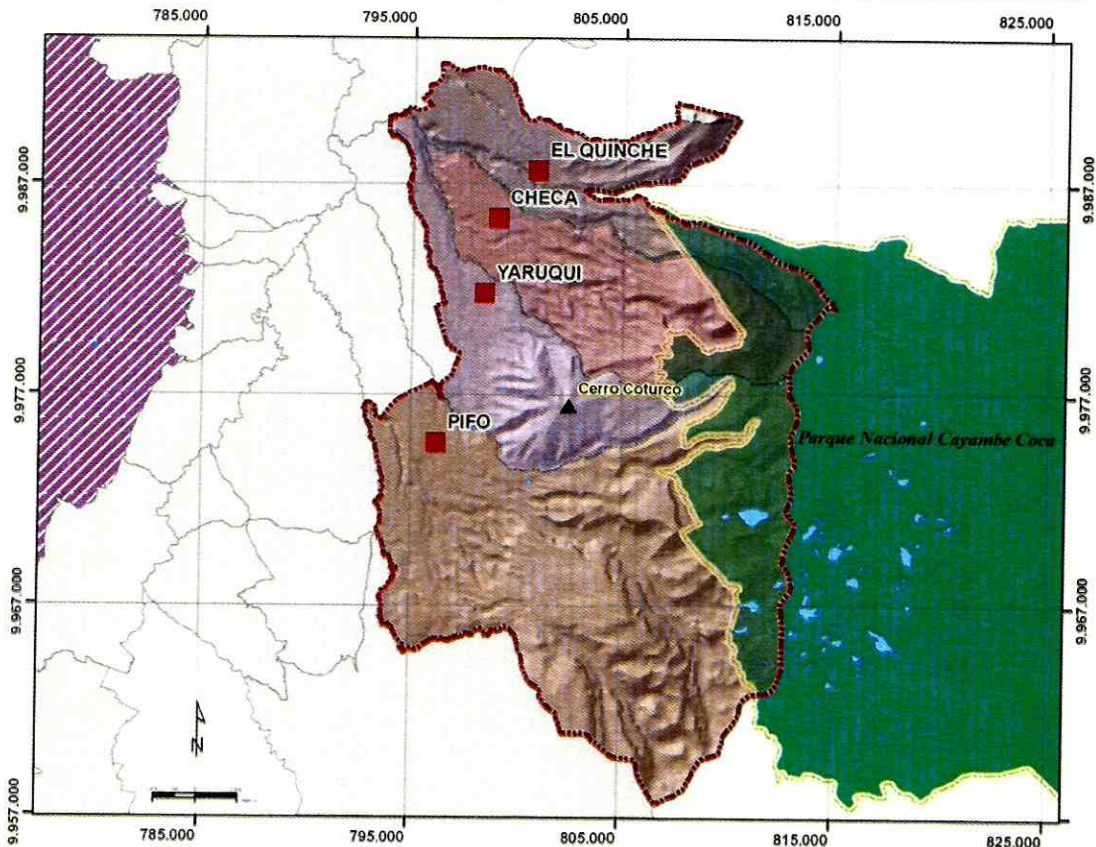 785.000 795.000 805.000 815.000 825.000
9.987.000 9.987.000
EL QUINCHE
CHECA
YARUQUI
9.977.000 9.977.000
Cerro Coturco
PIFO
Parque Nacional Cayambe Coca
9.967.000 9.967.000
N
9.957.000
785.000 795.000 805.000 815.000 825.000